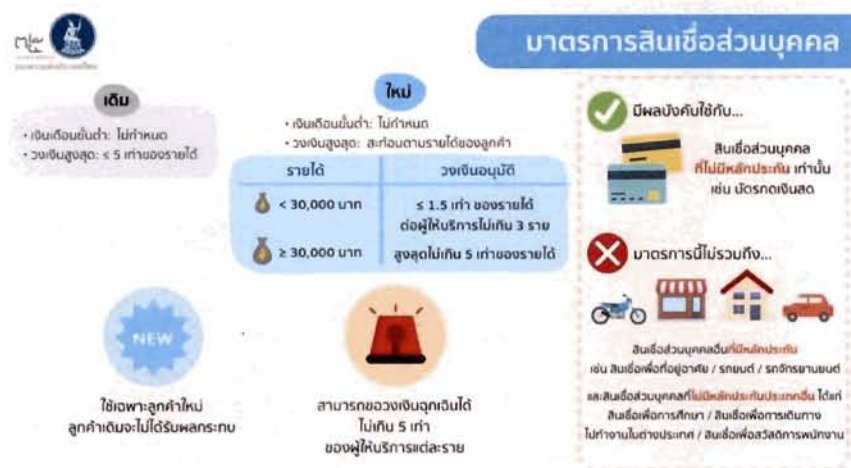 มาตรการสินเชื่อส่วนบุคคล
เดิม
• เงินเดือนขั้นต่ำ: ไม่กำหนด
• วงเงินสูงสุด: ≤ 5 เท่าของรายได้
ใหม่
• เงินเดือนขั้นต่ำ: ไม่กำหนด
• วงเงินสูงสุด: สะท้อนตามรายได้ของลูกค้า
รายได้ วงเงินอนุมัติ
< 30,000 บาท ≤ 1.5 เท่า ของรายได้
ต่อผู้ให้บริการไม่เกิน 3 ราย
≥ 30,000 บาท สูงสุดไม่เกิน 5 เท่าของรายได้
NEW
ใช้เฉพาะลูกค้าใหม่
ลูกค้าเดิมจะไม่ได้รับผลกระทบ
สามารถขอวงเงินฉุกเฉินได้
ไม่เกิน 5 เท่า
ของผู้ให้บริการแต่ละราย
มีผลบังคับใช้กับ...
สินเชื่อส่วนบุคคล
ที่ไม่มีหลักประกัน เท่านั้น
เช่น บัตรกดเงินสด
มาตรการนี้ไม่รวมถึง...
สินเชื่อส่วนบุคคลอื่นที่มีหลักประกัน
เช่น สินเชื่อเพื่อที่อยู่อาศัย / รถยนต์ / รถจักรยานยนต์
และสินเชื่อส่วนบุคคลที่ไม่มีหลักประกันประเภทอื่น ได้แก่
สินเชื่อเพื่อการศึกษา / สินเชื่อเพื่อการเดินทาง
ไปทำงานในต่างประเทศ / สินเชื่อเพื่อสวัสดิการพนักงาน